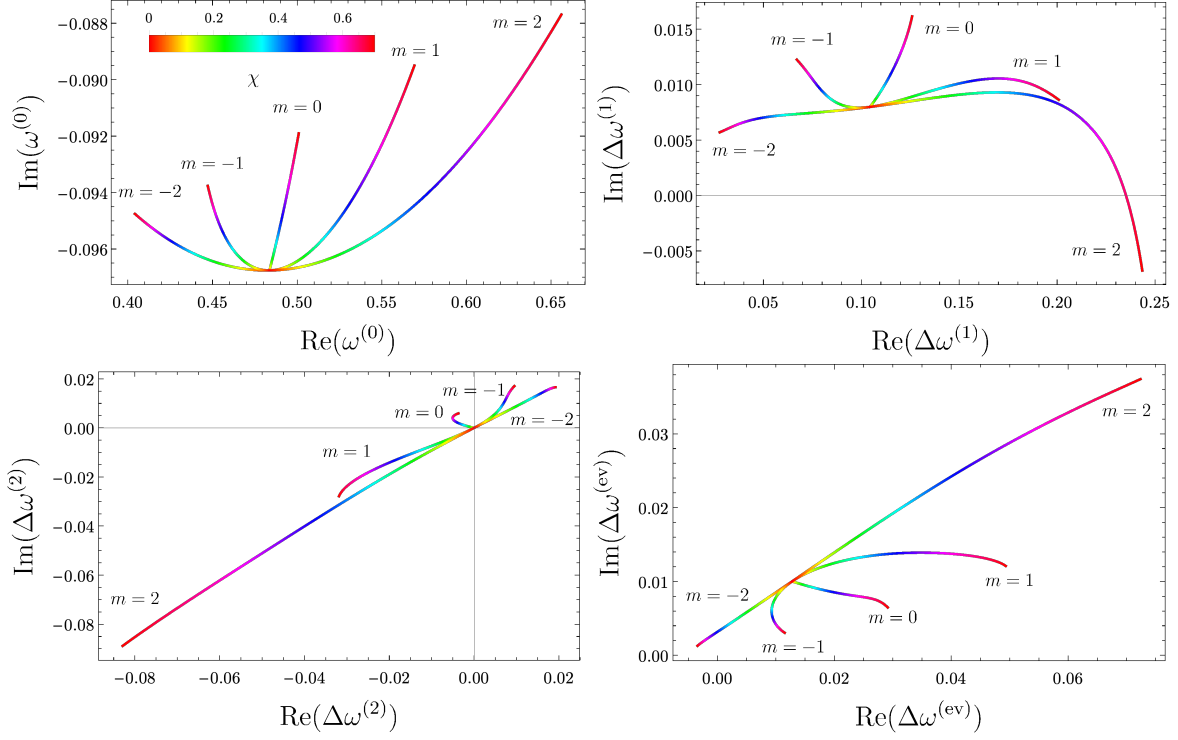 0 0.2 0.4 0.6
χ
m = 2
m = 1
m = 0
m = −1
m = −2
−0.088
−0.090
−0.092
−0.094
−0.096
0.40 0.45 0.50 0.55 0.60 0.65
Im(ω⁽⁰⁾)
Re(ω⁽⁰⁾)
m = 0
m = −1
m = 1
m = −2
m = 2
0.015
0.010
0.005
0.000
−0.005
0.05 0.10 0.15 0.20 0.25
Im(Δω⁽¹⁾)
Re(Δω⁽¹⁾)
m = −1
m = 0
m = −2
m = 1
m = 2
0.02
0.00
−0.02
−0.04
−0.06
−0.08
−0.08 −0.06 −0.04 −0.02 0.00 0.02
Im(Δω⁽²⁾)
Re(Δω⁽²⁾)
m = 2
m = 1
m = −2
m = 0
m = −1
0.03
0.02
0.01
0.00
0.00 0.02 0.04 0.06
Im(Δω⁽ᵉᵛ⁾)
Re(Δω⁽ᵉᵛ⁾)